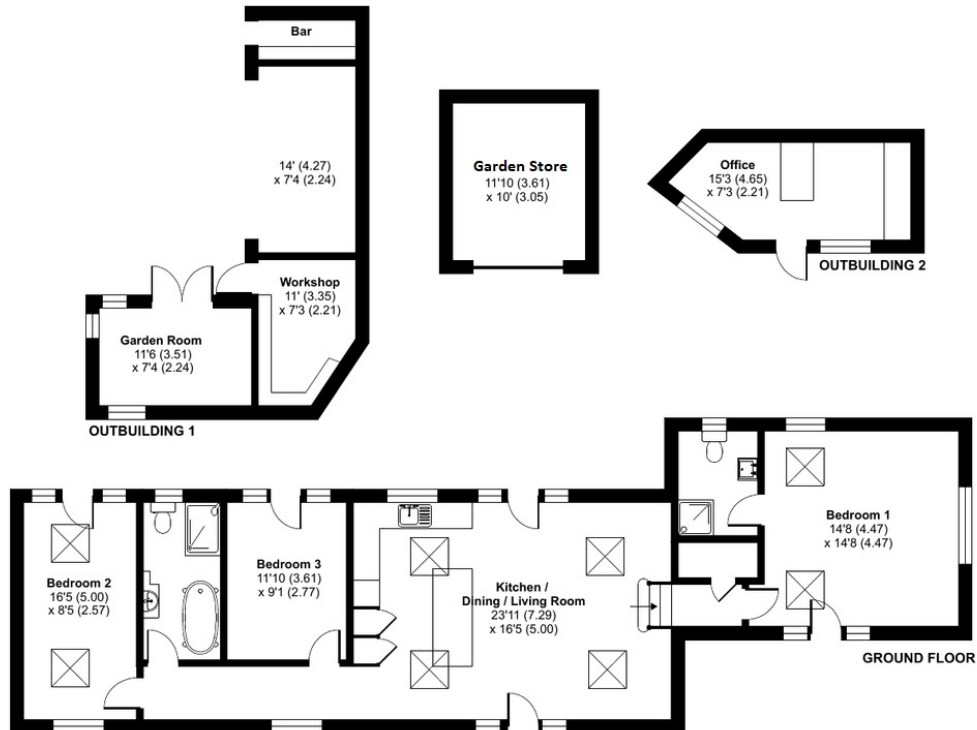 Bar
14' (4.27)
x 7'4 (2.24)
Garden Store
11'10 (3.61)
x 10' (3.05)
Office
15'3 (4.65)
x 7'3 (2.21)
OUTBUILDING 2
Workshop
11' (3.35)
x 7'3 (2.21)
Garden Room
11'6 (3.51)
x 7'4 (2.24)
OUTBUILDING 1
Bedroom 1
14'8 (4.47)
x 14'8 (4.47)
Bedroom 2
16'5 (5.00)
x 8'5 (2.57)
Bedroom 3
11'10 (3.61)
x 9'1 (2.77)
Kitchen /
Dining / Living Room
23'11 (7.29)
x 16'5 (5.00)
GROUND FLOOR